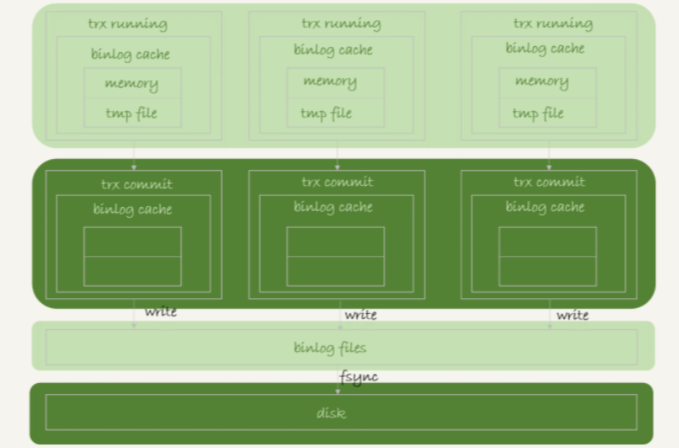 trx running trx running trx running
binlog cache binlog cache binlog cache
memory memory memory
tmp file tmp file tmp file
trx commit trx commit trx commit
binlog cache binlog cache binlog cache
write write write
binlog files
fsync
disk